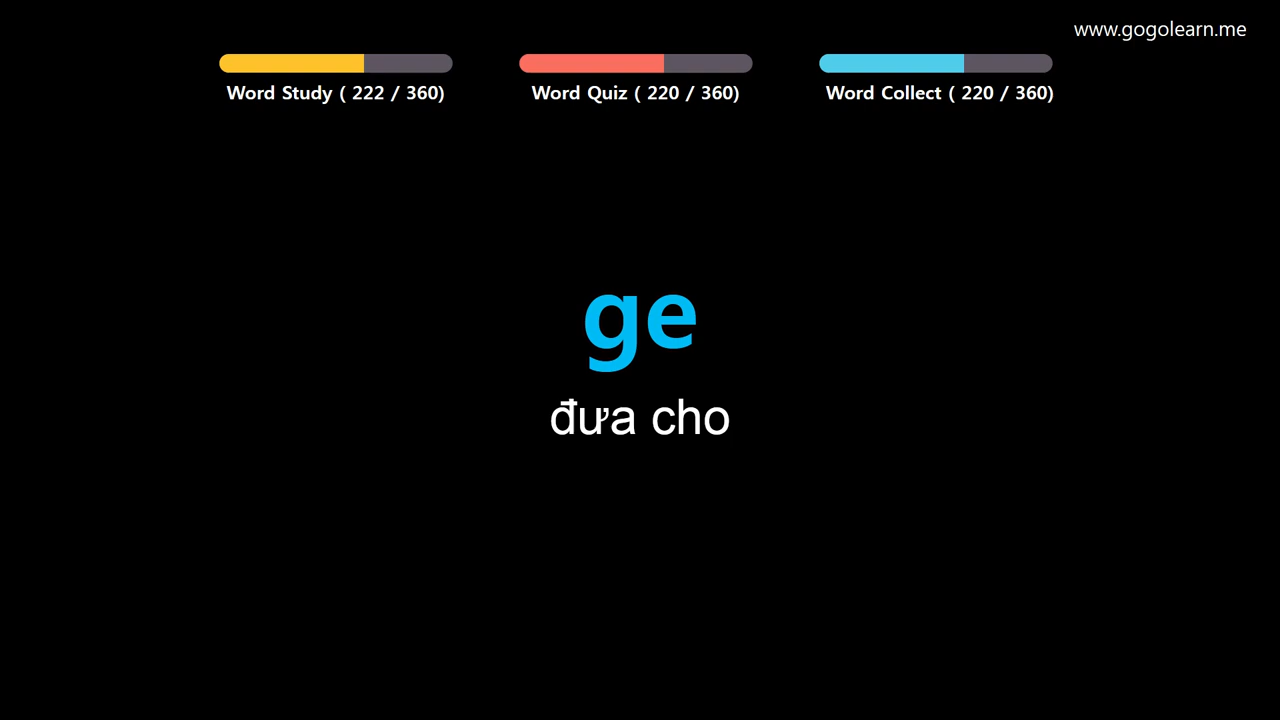 www.gogolearn.me
Word Study ( 222 / 360)
Word Quiz ( 220 / 360)
Word Collect ( 220 / 360)
ge
đưa cho